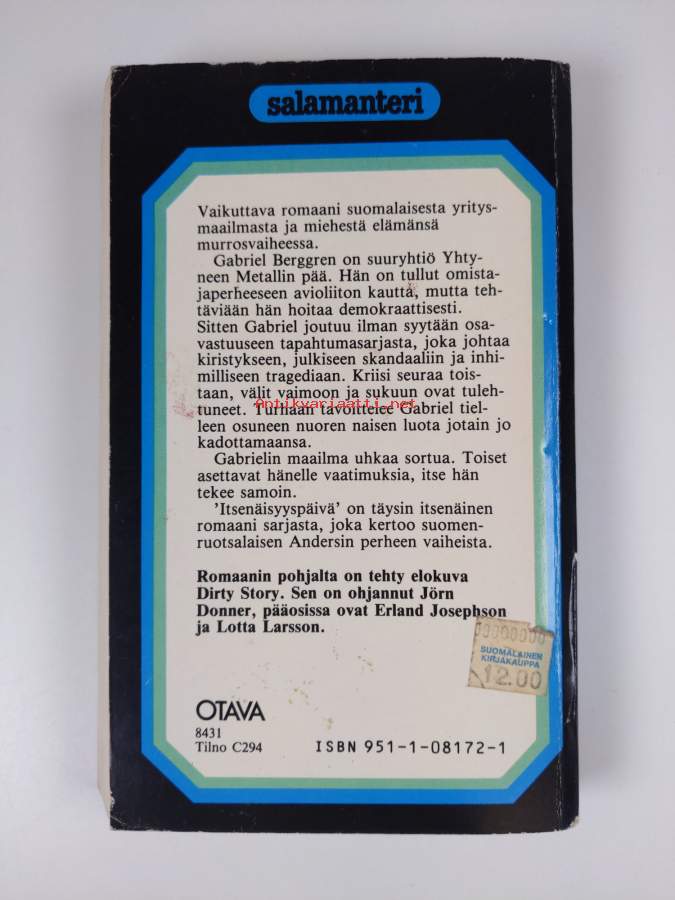 salamanteri
Vaikuttava romaani suomalaisesta yritys-
maailmasta ja miehestä elämänsä
murrosvaiheessa.
Gabriel Berggren on suuryhtiö Yhty-
neen Metallin pää. Hän on tullut omista-
japerheeseen avioliiton kautta, mutta teh-
täviään hän hoitaa demokraattisesti.
Sitten Gabriel joutuu ilman syytään osa-
vastuuseen tapahtumasarjasta, joka johtaa
kiristykseen, julkiseen skandaaliin ja inhi-
milliseen tragediaan. Kriisi seuraa tois-
taan, välit vaimoon ja sukuun ovat tuleh-
tuneet. Turhaan tavoittelee Gabriel tiel-
Antikvariaatti.net
leen osuneen nuoren naisen luota jotain jo
kadottamaansa.
Gabrielin maailma uhkaa sortua. Toiset
asettavat hänelle vaatimuksia, itse hän
tekee samoin.
'Itsenäisyyspäivä' on täysin itsenäinen
romaani sarjasta, joka kertoo suomen-
ruotsalaisen Andersin perheen vaiheista.
Romaanin pohjalta on tehty elokuva
Dirty Story. Sen on ohjannut Jörn
Donner, pääosissa ovat Erland Josephson
ja Lotta Larsson.
00000000
SUOMALAINEN
KIRJAKAUPPA
12.00
OTAVA
8431
Tilno C294
ISBN 951-1-08172-1